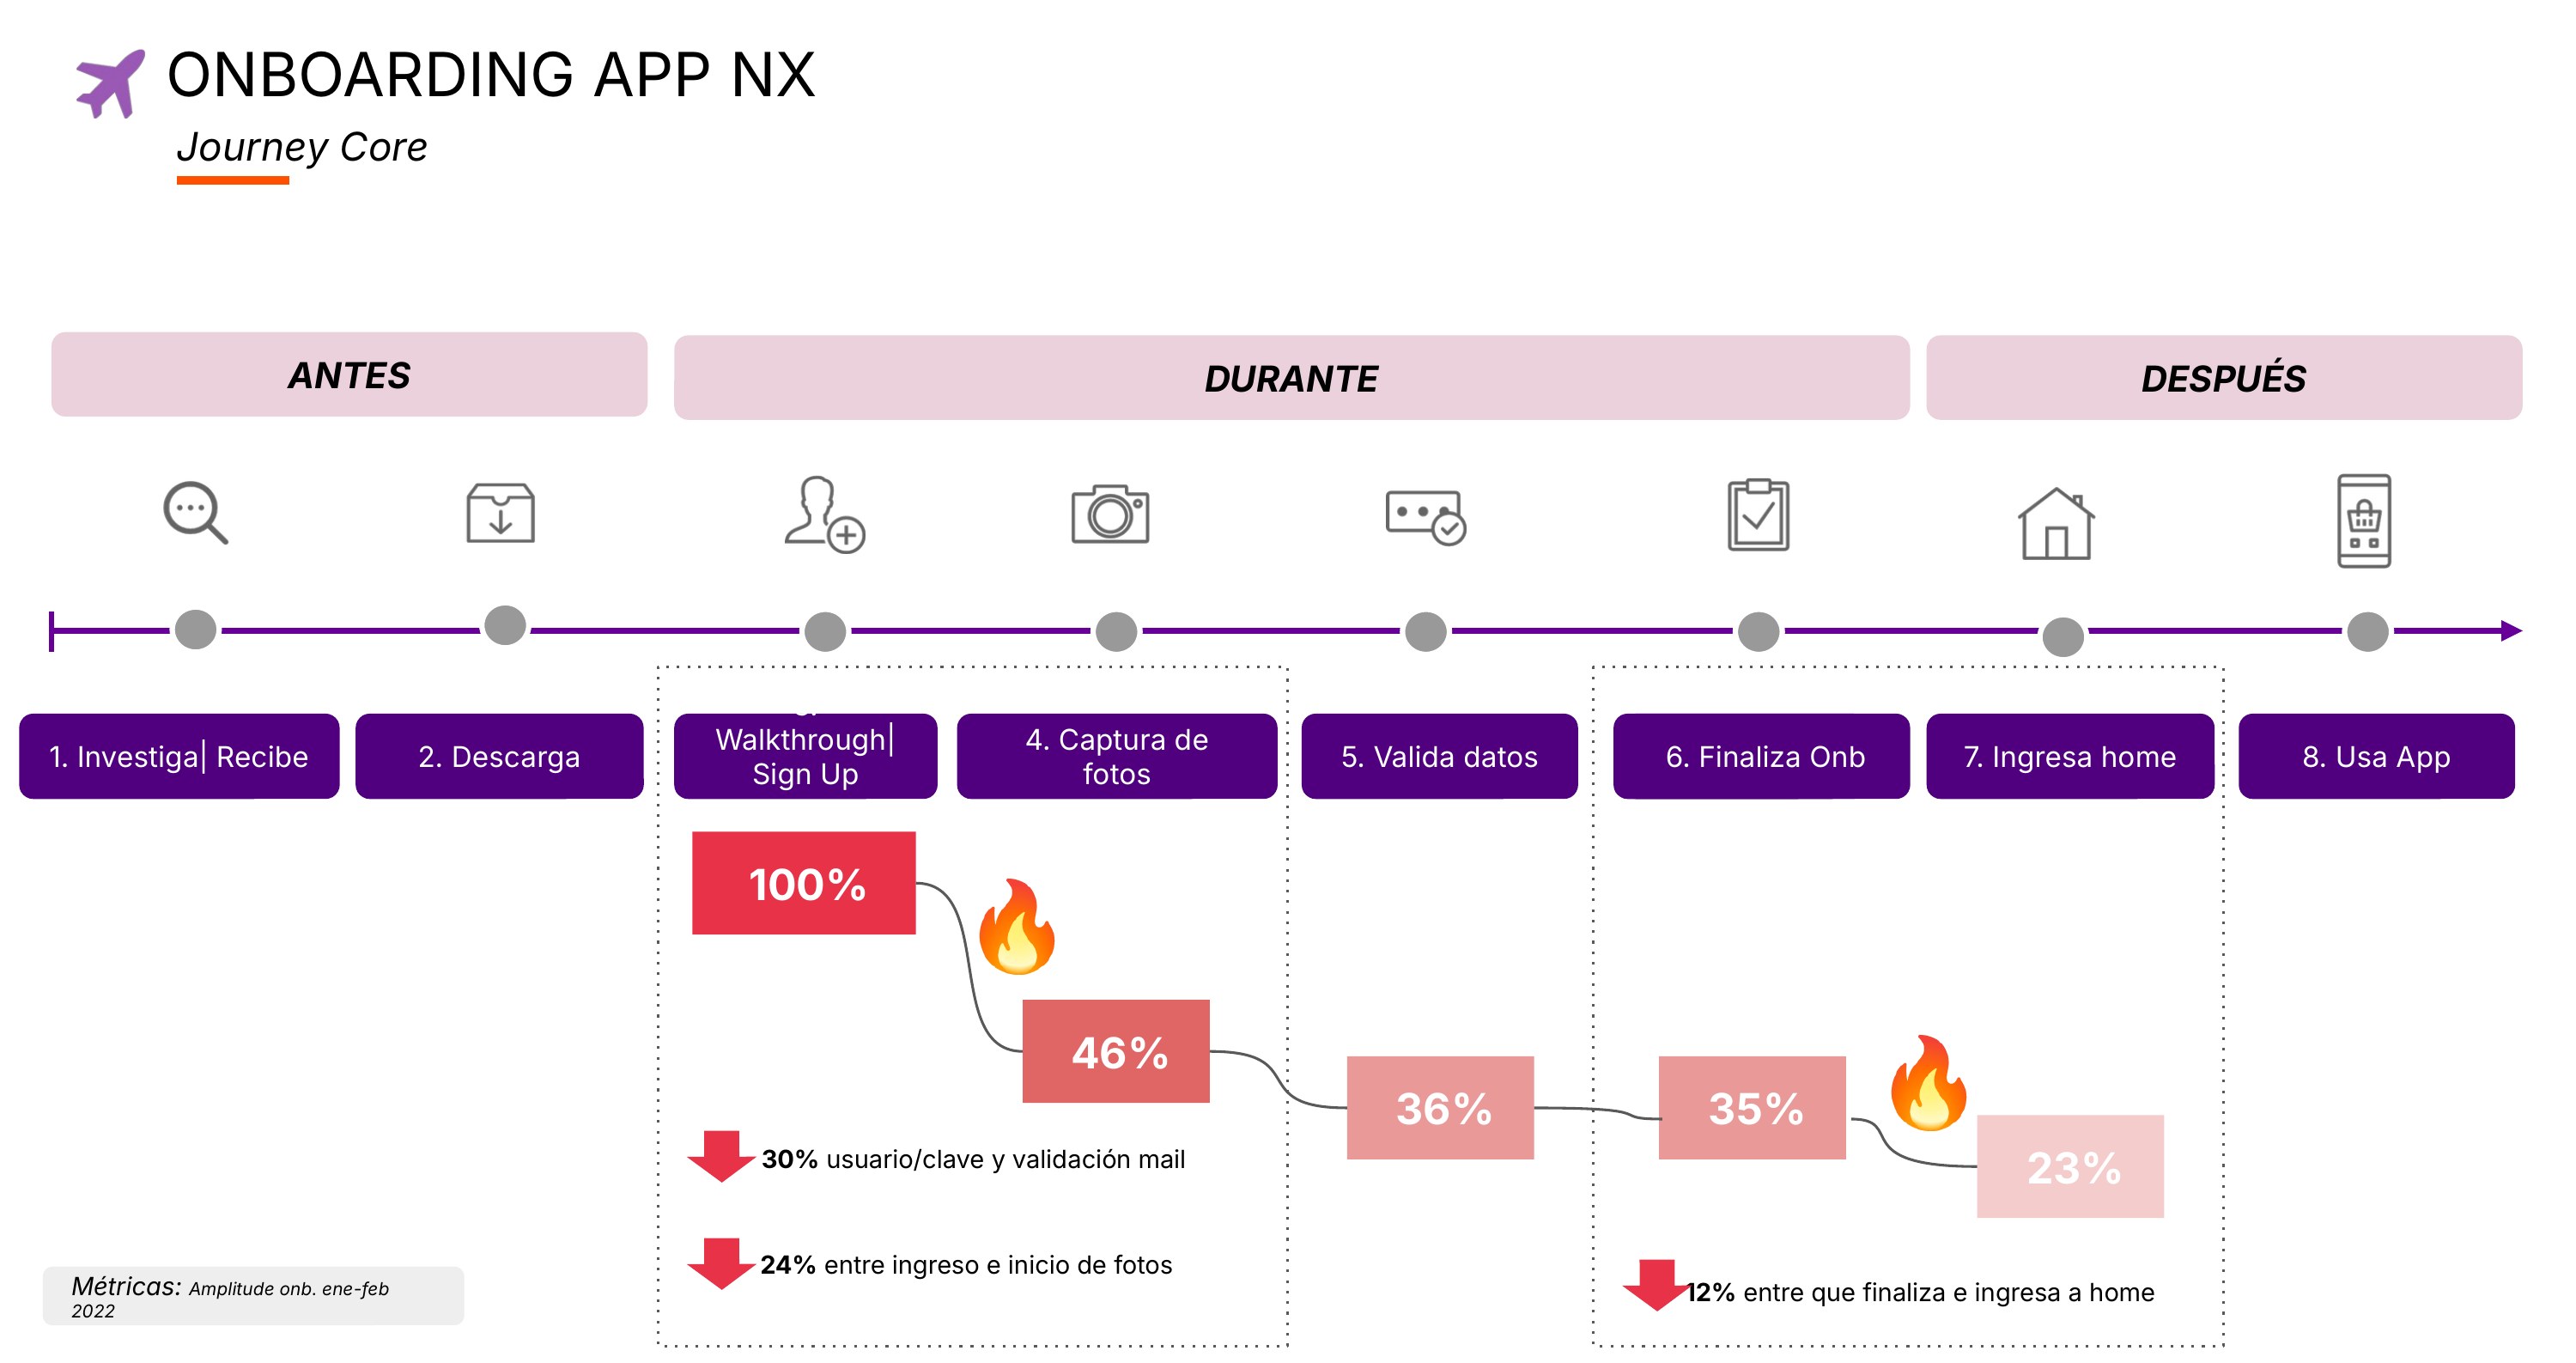 ONBOARDING APP NX
Journey Core
ANTES
DURANTE
DESPUÉS
1. Investiga| Recibe
2. Descarga
Walkthrough|
Sign Up
4. Captura de
fotos
5. Valida datos
6. Finaliza Onb
7. Ingresa home
8. Usa App
100%
46%
36%
35%
23%
30% usuario/clave y validación mail
24% entre ingreso e inicio de fotos
12% entre que finaliza e ingresa a home
Métricas: Amplitude onb. ene-feb
2022